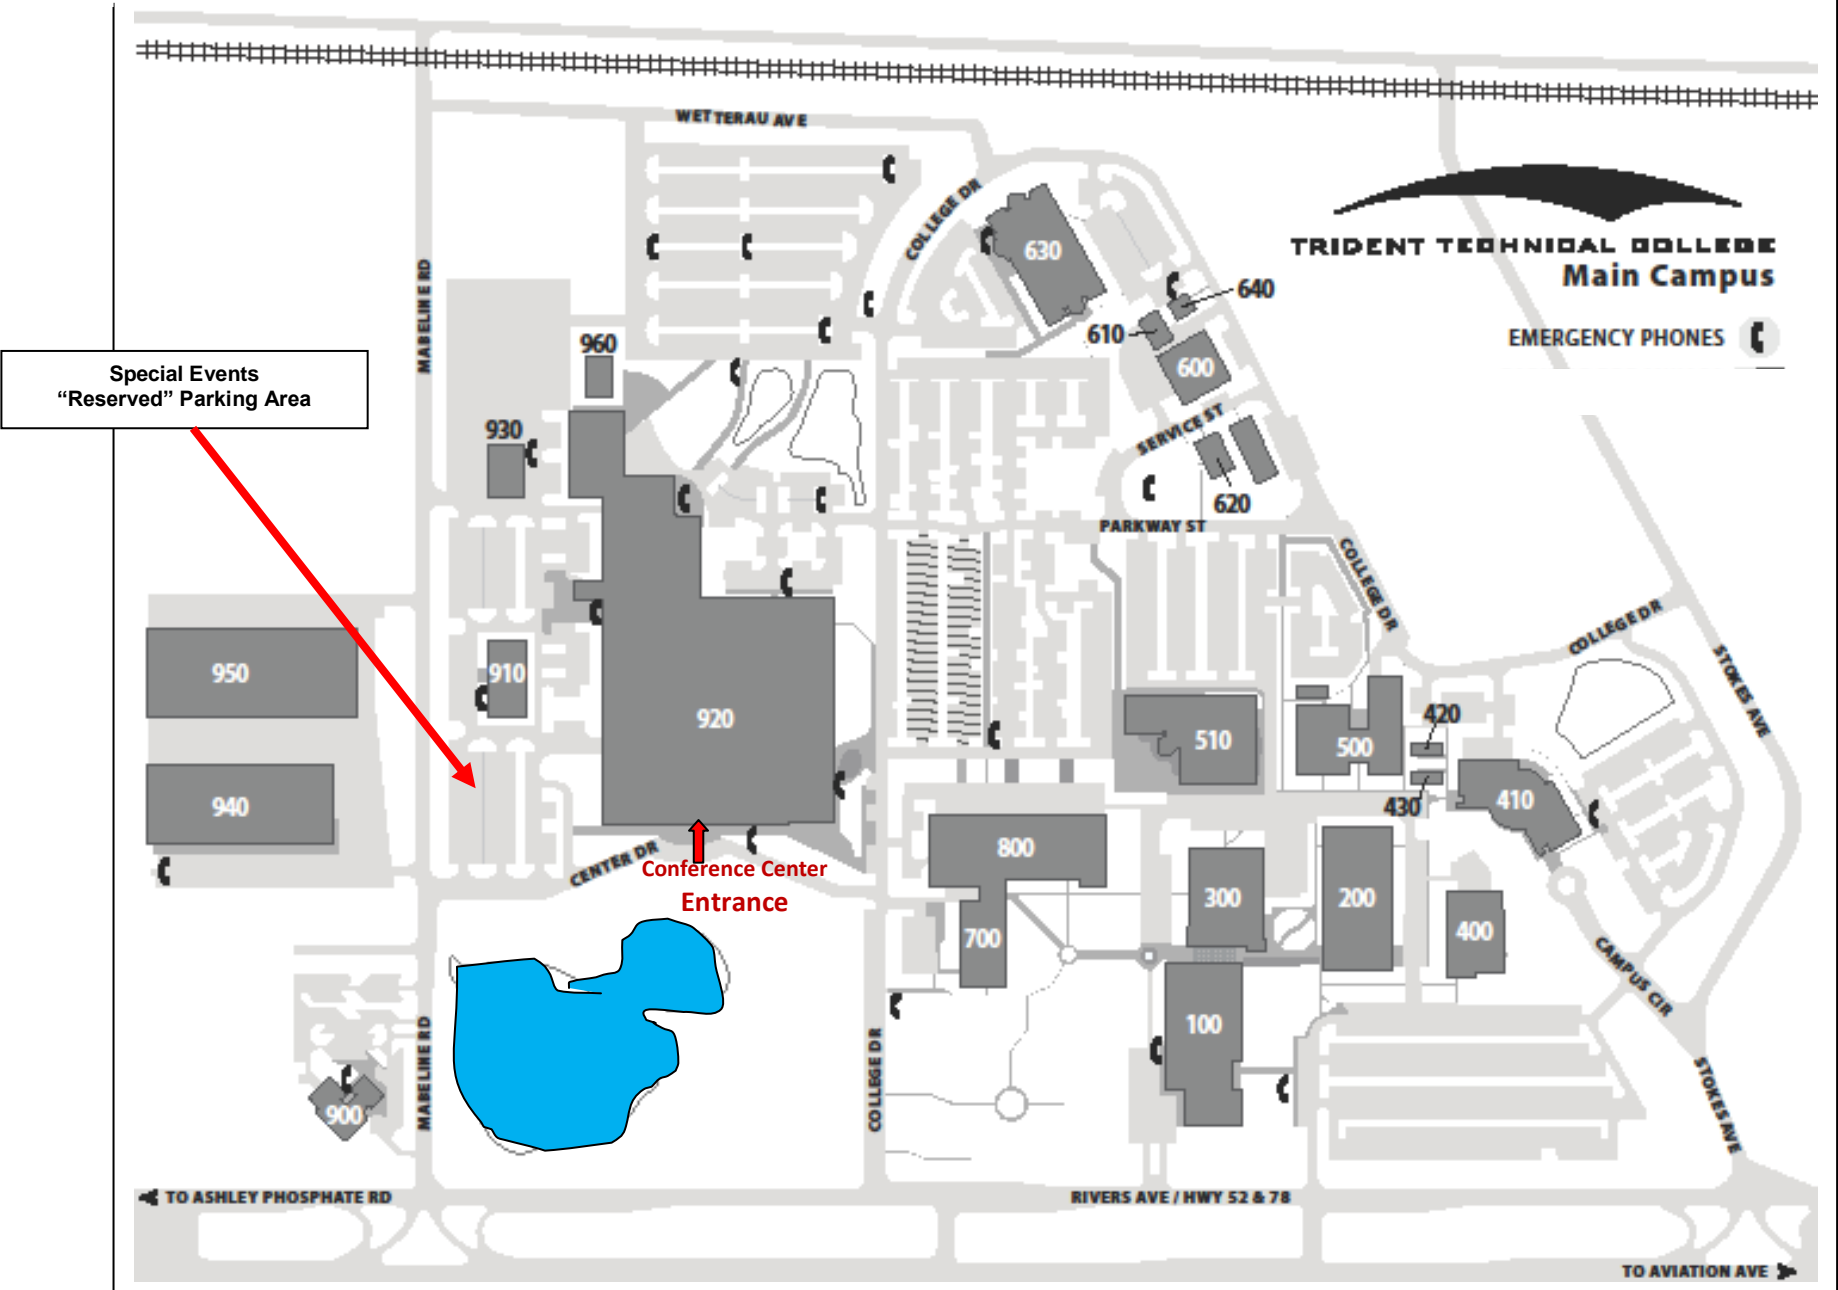 WETTERAU AVE
COLLEGE DR
MABELINE RD
630
640
610
600
SERVICE ST
620
PARKWAY ST
TRIDENT TECHNICAL COLLEGE
Main Campus
EMERGENCY PHONES
Special Events
“Reserved” Parking Area
960
930
950
910
920
940
COLLEGE DR
COLLEGE DR
STOKES AVE
510
500
420
430
410
CENTER DR
Conference Center
Entrance
800
700
300
200
400
100
900
CAMPUS CIR
MABELINE RD
COLLEGE DR
STOKES AVE
TO ASHLEY PHOSPHATE RD
RIVERS AVE / HWY 52 & 78
TO AVIATION AVE